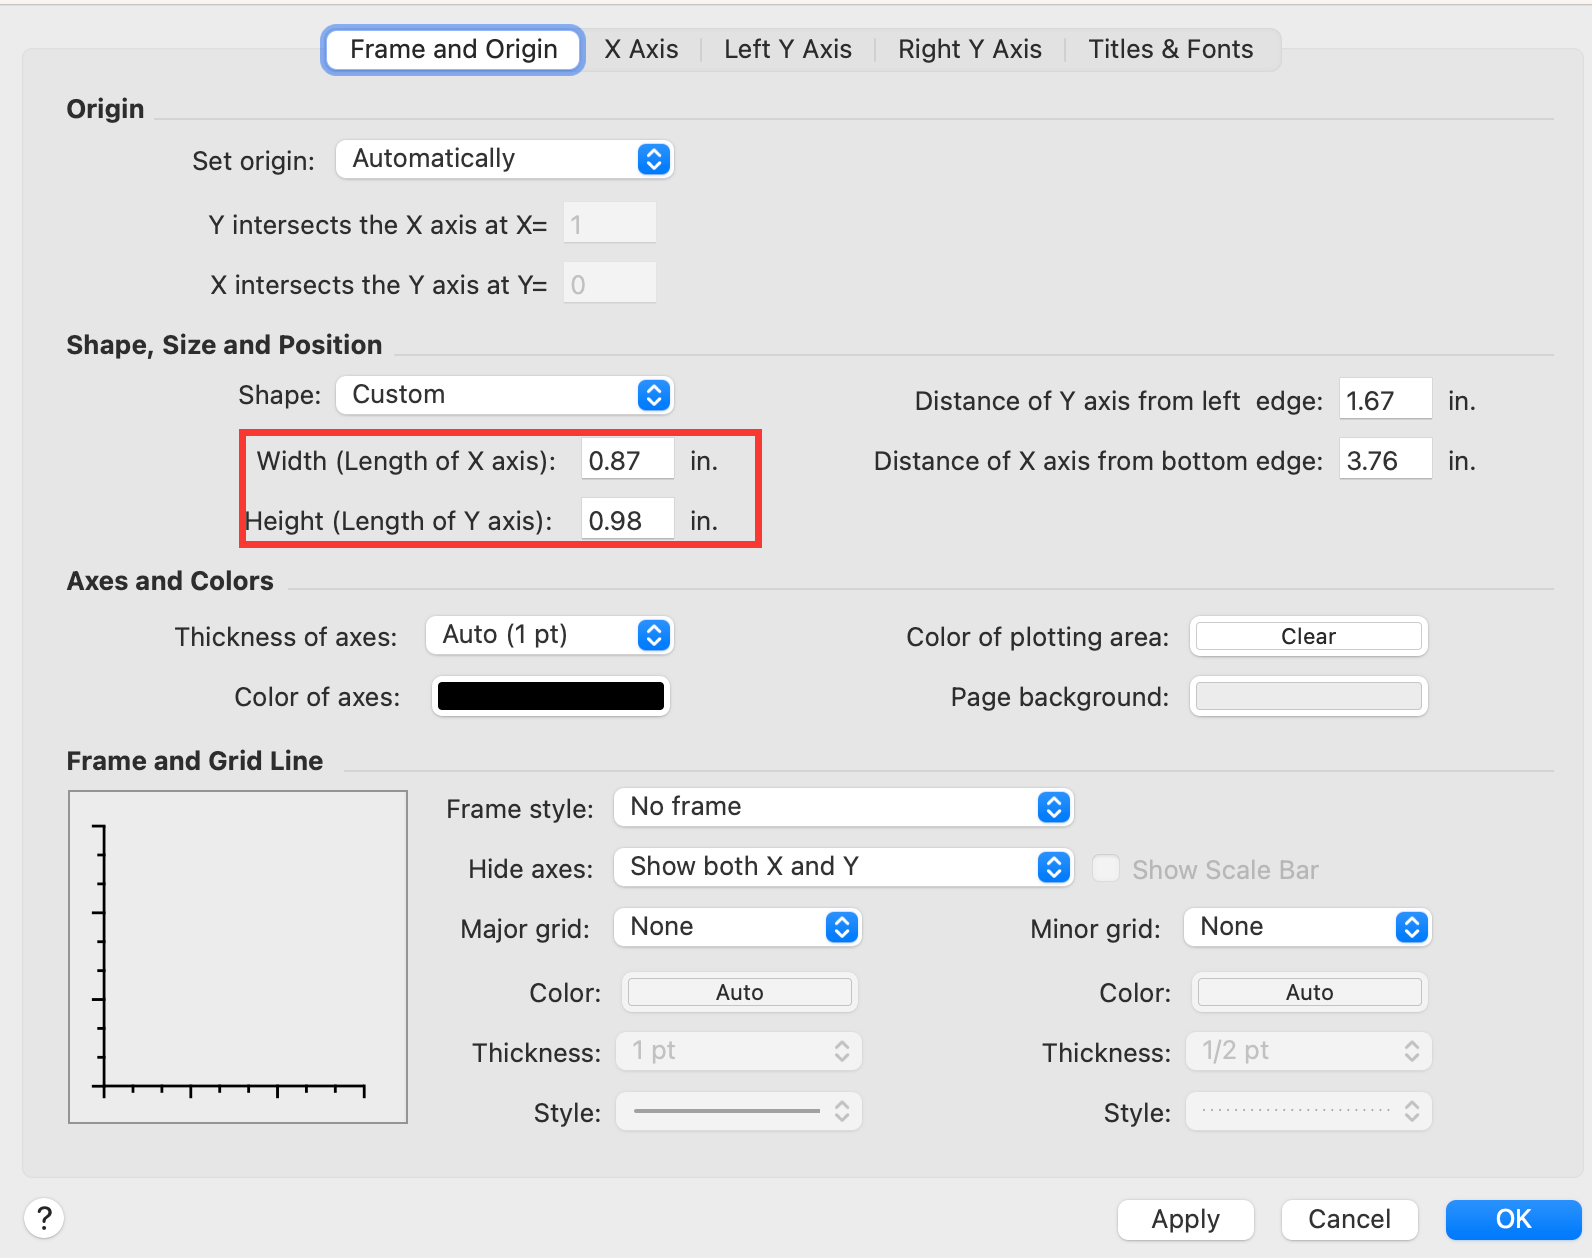 Frame and Origin X Axis Left Y Axis Right Y Axis Titles & Fonts
Origin
Set origin: Automatically
Y intersects the X axis at X= 1
X intersects the Y axis at Y= 0
Shape, Size and Position
Shape: Custom Distance of Y axis from left edge: 1.67 in.
Width (Length of X axis): 0.87 in. Distance of X axis from bottom edge: 3.76 in.
Height (Length of Y axis): 0.98 in.
Axes and Colors
Thickness of axes: Auto (1 pt) Color of plotting area: Clear
Color of axes: Page background:
Frame and Grid Line
Frame style: No frame
Hide axes: Show both X and Y Show Scale Bar
Major grid: None Minor grid: None
Color: Auto Color: Auto
Thickness: 1 pt Thickness: 1/2 pt
Style: Style:
? Apply Cancel OK